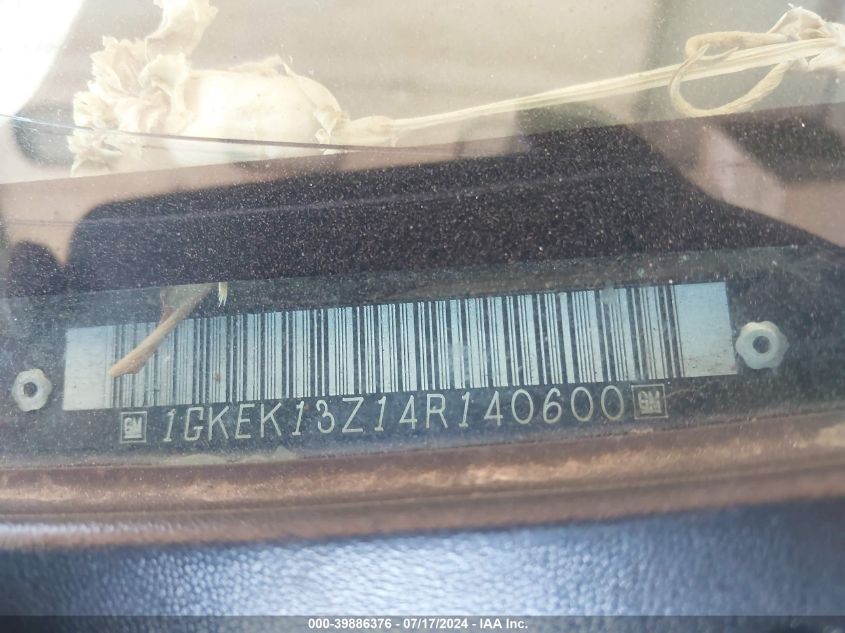 GM 1GKEK13Z14R140600 GM
000-39886376 / 07/17/2024 - IAA Inc.